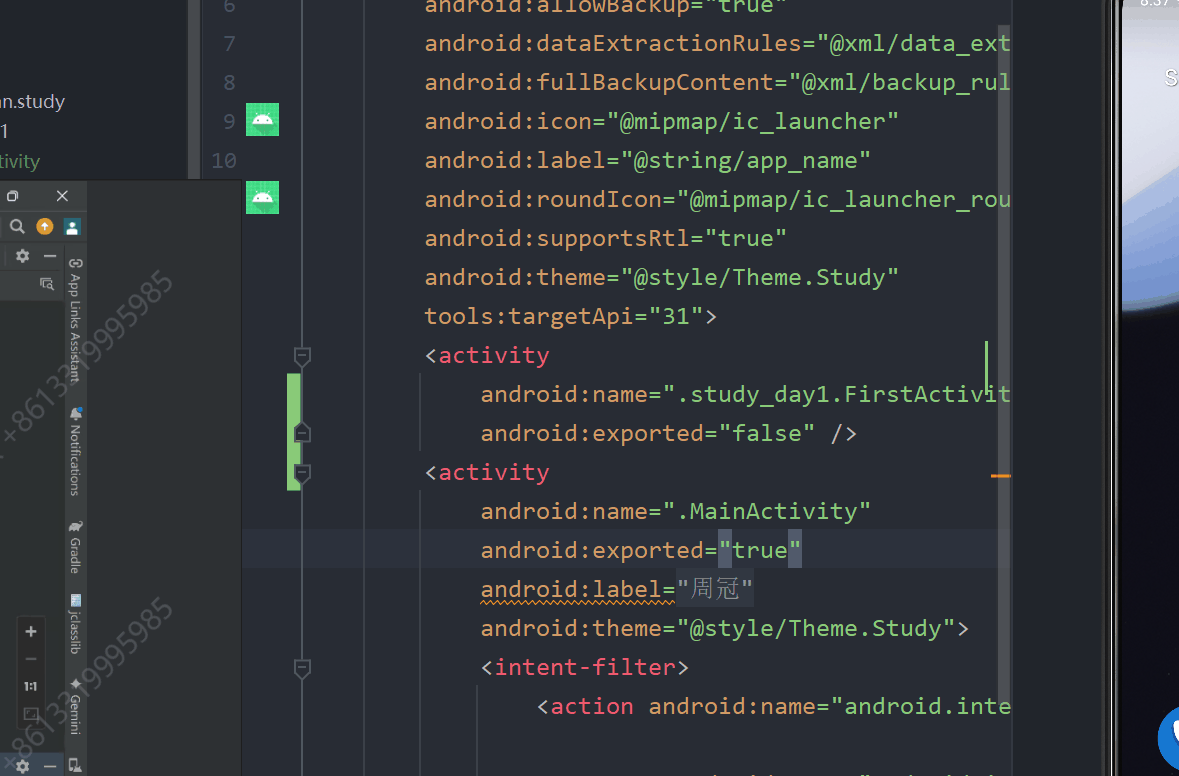 6 android:allowBackup="true"
7 android:dataExtractionRules="@xml/data_ext
8 android:fullBackupContent="@xml/backup_rul
9 android:icon="@mipmap/ic_launcher"
10 android:label="@string/app_name"
android:roundIcon="@mipmap/ic_launcher_rou
android:supportsRtl="true"
android:theme="@style/Theme.Study"
tools:targetApi="31">
<activity
android:name=".study_day1.FirstActivit
android:exported="false" />
<activity
android:name=".MainActivity"
android:exported="true"
android:label="周冠"
android:theme="@style/Theme.Study">
<intent-filter>
<action android:name="android.inte
n.study
1
tivity
App Links Assistant
Notifications
Gradle
jclasslib
Gemini
1:1
+8613319995985
+8613319995985
8:37
S